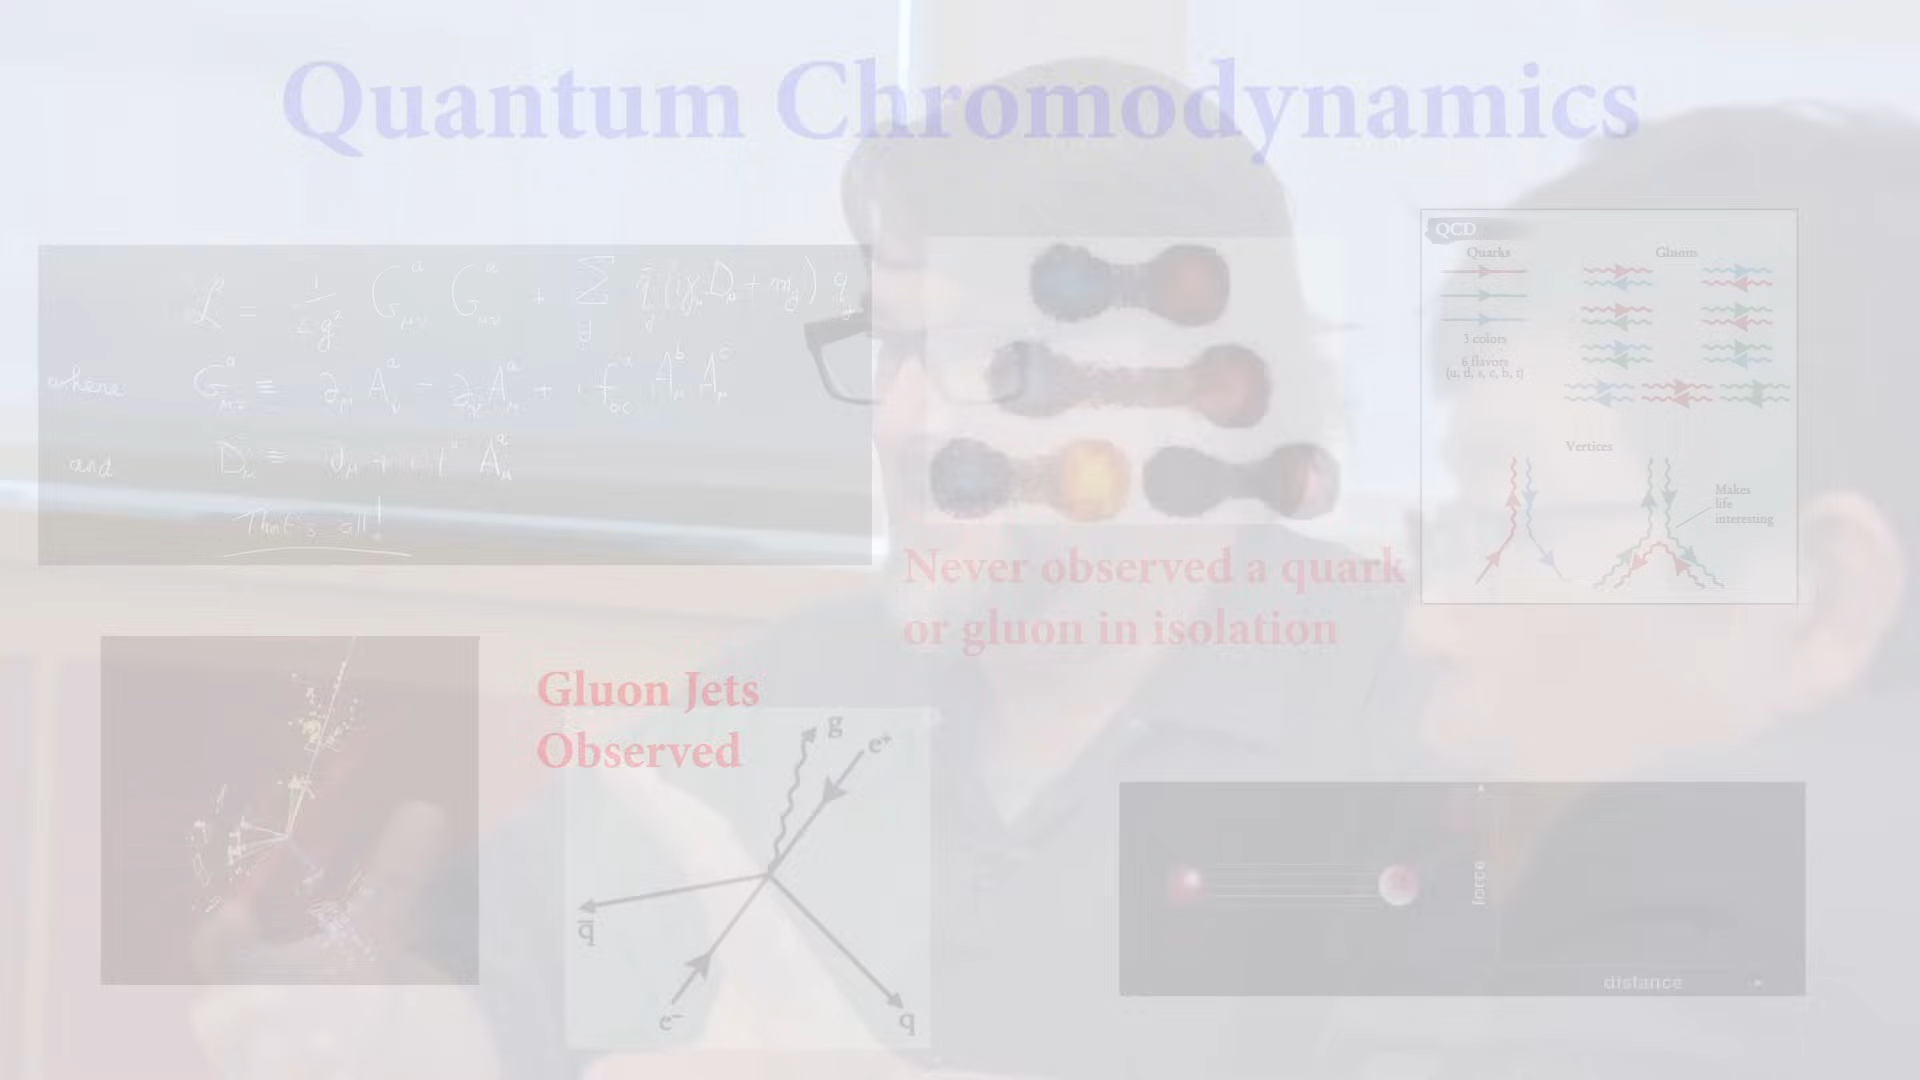 Quantum Chromodynamics
where
and
That's all!
QCD
Quarks
Gluons
3 colors
6 flavors
(u, d, s, c, b, t)
Vertices
Makes
life
interesting
Never observed a quark
or gluon in isolation
Gluon Jets
Observed
g
e⁺
q̄
e⁻
q
force
distance